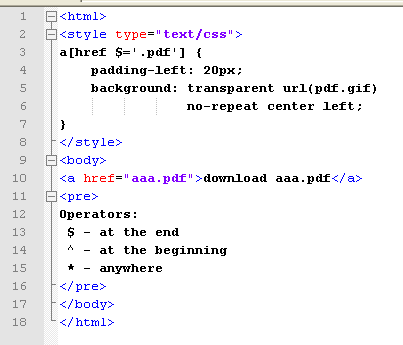 1 <html>
2 <style type="text/css">
3 a[href $='.pdf'] {
4     padding-left: 20px;
5     background: transparent url(pdf.gif)
6                 no-repeat center left;
7 }
8 </style>
9 <body>
10 <a href="aaa.pdf">download aaa.pdf</a>
11 <pre>
12 Operators:
13  $ - at the end
14  ^ - at the beginning
15  * - anywhere
16 </pre>
17 </body>
18 </html>